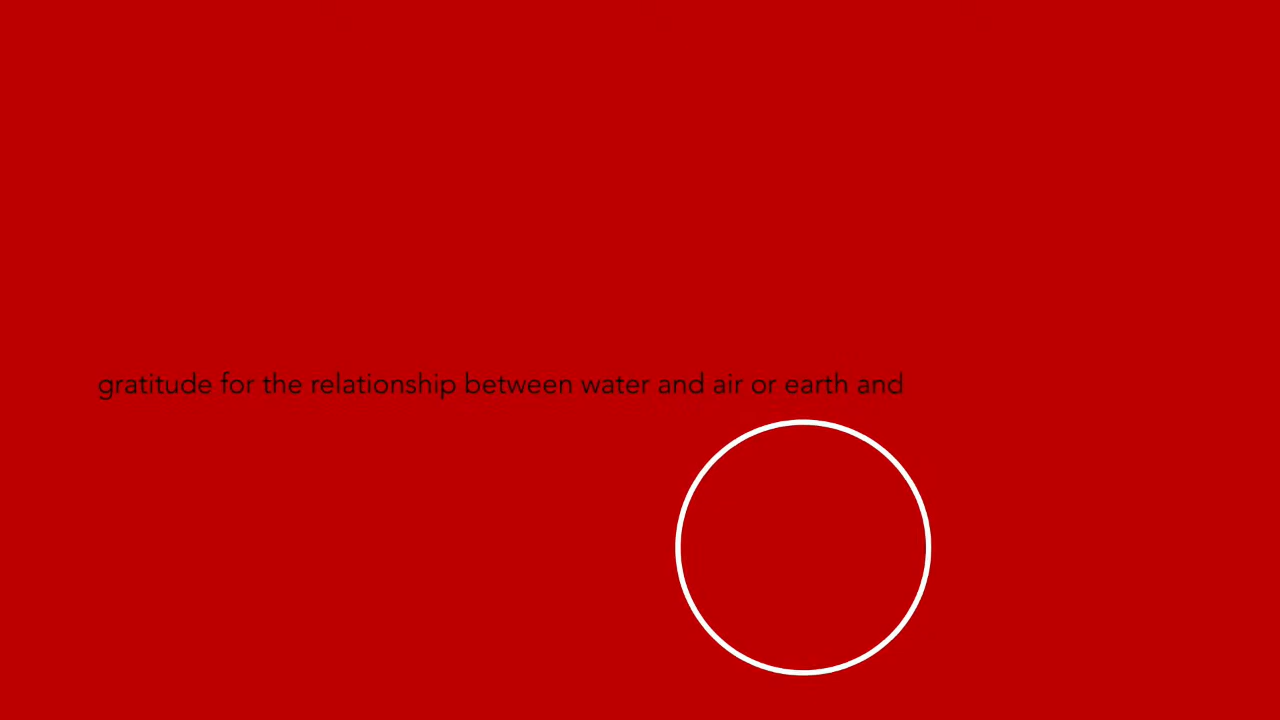 gratitude for the relationship between water and air or earth and